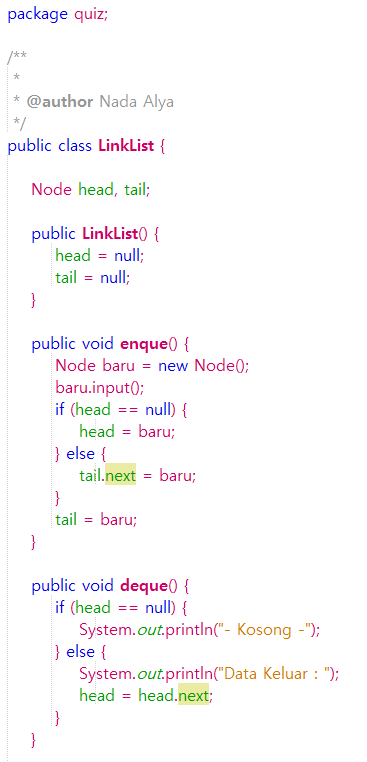 package quiz;
/**
 *
 * @author Nada Alya
 */
public class LinkList {
    Node head, tail;
    public LinkList() {
        head = null;
        tail = null;
    }
    public void enque() {
        Node baru = new Node();
        baru.input();
        if (head == null) {
            head = baru;
        } else {
            tail.next = baru;
        }
        tail = baru;
    }
    public void deque() {
        if (head == null) {
            System.out.println("- Kosong -");
        } else {
            System.out.println("Data Keluar : ");
            head = head.next;
        }
    }